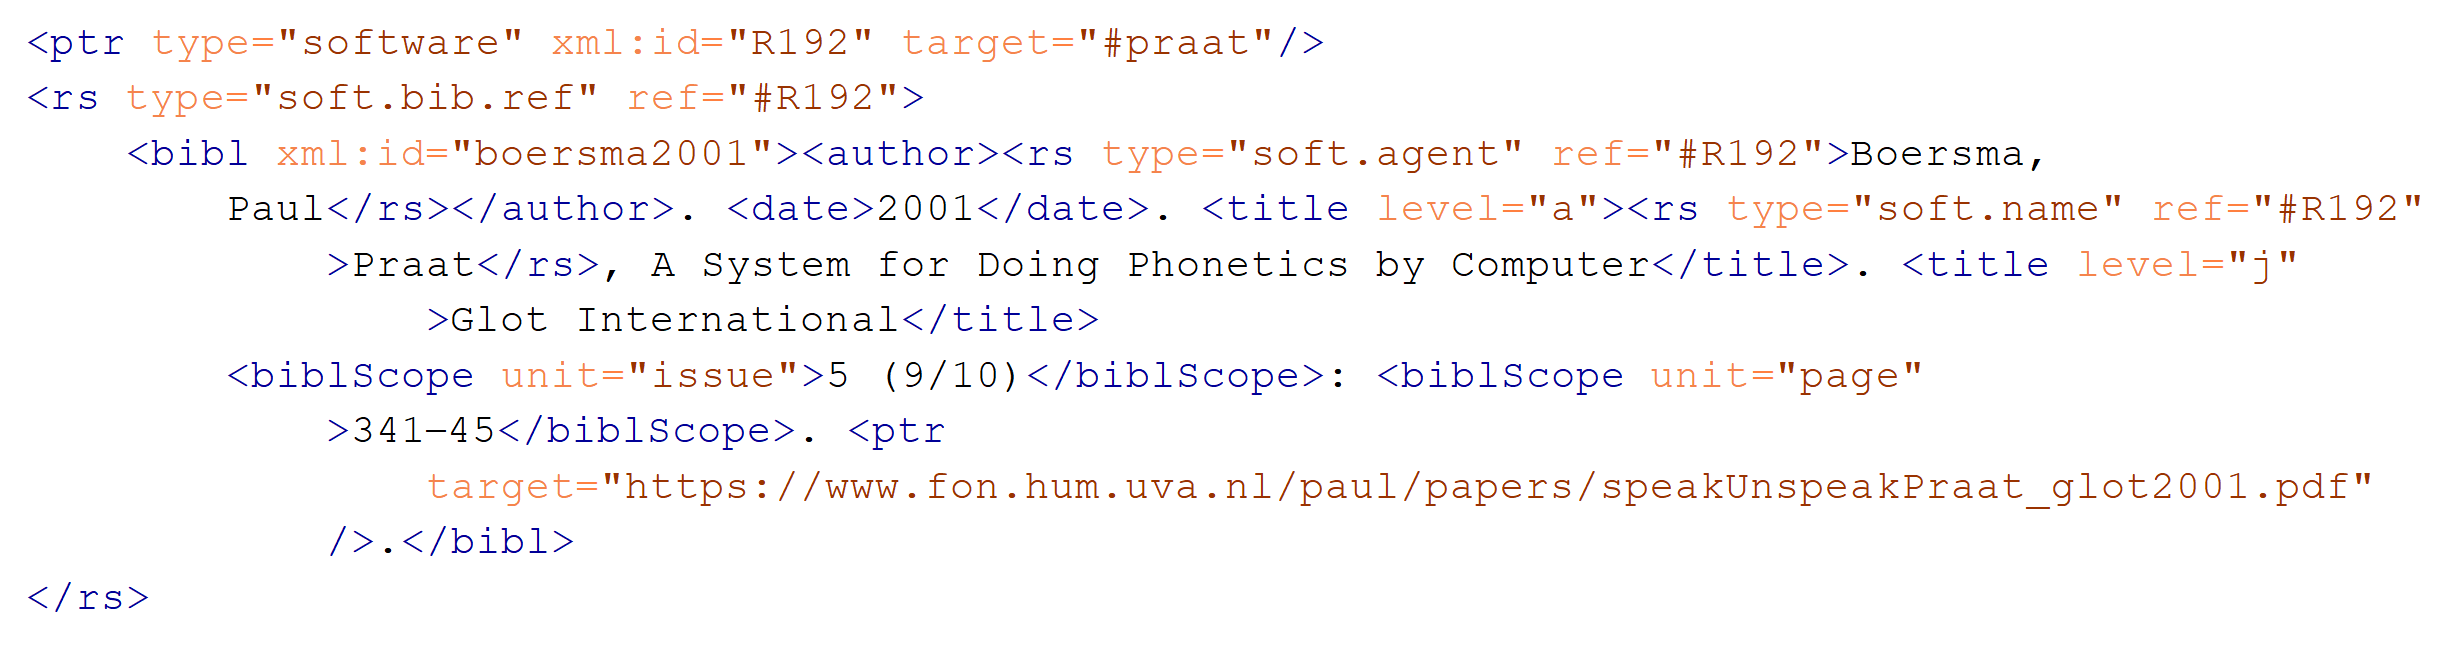 <ptr type="software" xml:id="R192" target="#praat"/>
<rs type="soft.bib.ref" ref="#R192">
<bibl xml:id="boersma2001"><author><rs type="soft.agent" ref="#R192">Boersma,
Paul</rs></author>. <date>2001</date>. <title level="a"><rs type="soft.name" ref="#R192"
>Praat</rs>, A System for Doing Phonetics by Computer</title>. <title level="j"
>Glot International</title>
<biblScope unit="issue">5 (9/10)</biblScope>: <biblScope unit="page"
>341–45</biblScope>. <ptr
target="https://www.fon.hum.uva.nl/paul/papers/speakUnspeakPraat_glot2001.pdf"
/>.</bibl>
</rs>